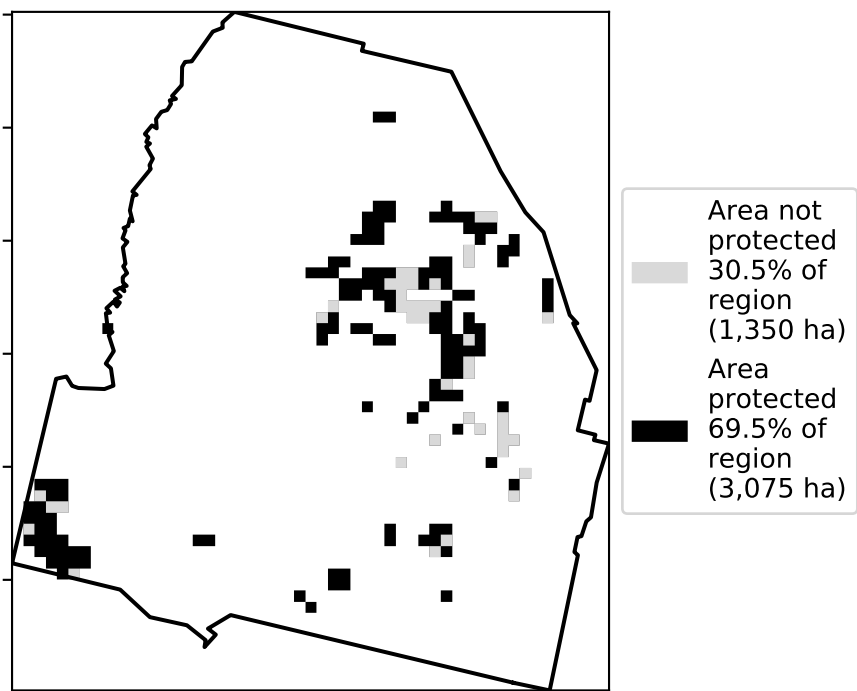 Area not
protected
30.5% of
region
(1,350 ha)
Area
protected
69.5% of
region
(3,075 ha)